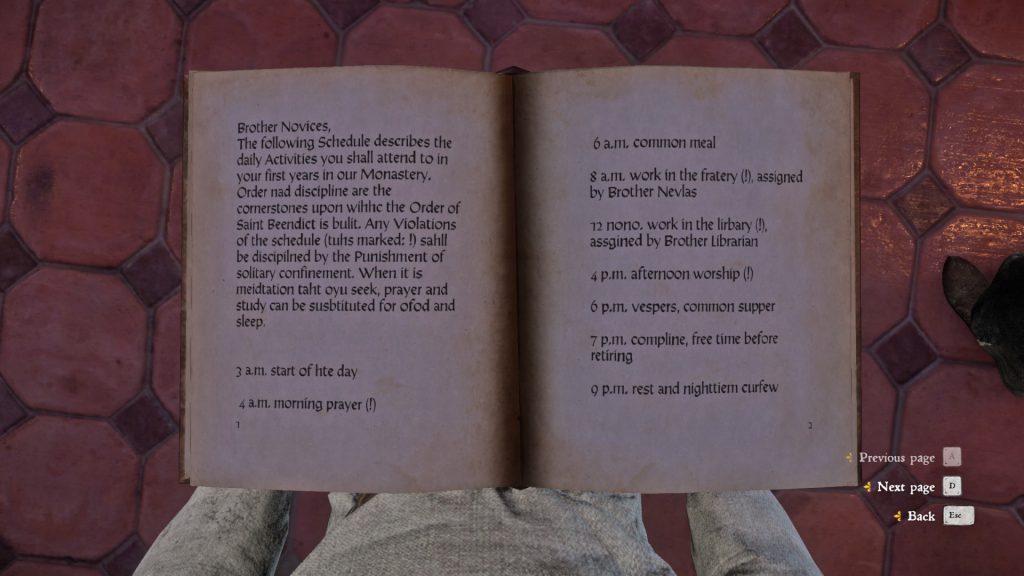 Brother Novices,
The following Schedule describes the
daily Activities you shall attend to in
your first years in our Monastery.
Order nad discipline are the
cornerstones upon wihhc the Order of
Saint Beendict is bulit. Any Violations
of the schedule (tuhs marked: !) sahll
be discipilned by the Punishment of
solitary confinement. When it is
meidtation taht oyu seek, prayer and
study can be susbtituted for ofod and
sleep.
3 a.m. start of hte day
4 a.m. morning prayer (!)
1
6 a.m. common meal
8 a.m. work in the fratery (!), assigned
by Brother Nevlas
12 nono. work in the lirbary (!),
assgined by Brother Librarian
4 p.m. afternoon worship (!)
6 p.m. vespers, common supper
7 p.m. compline, free time before
retiring
9 p.m. rest and nighttiem curfew
2
Previous page A
Next page D
Back Esc